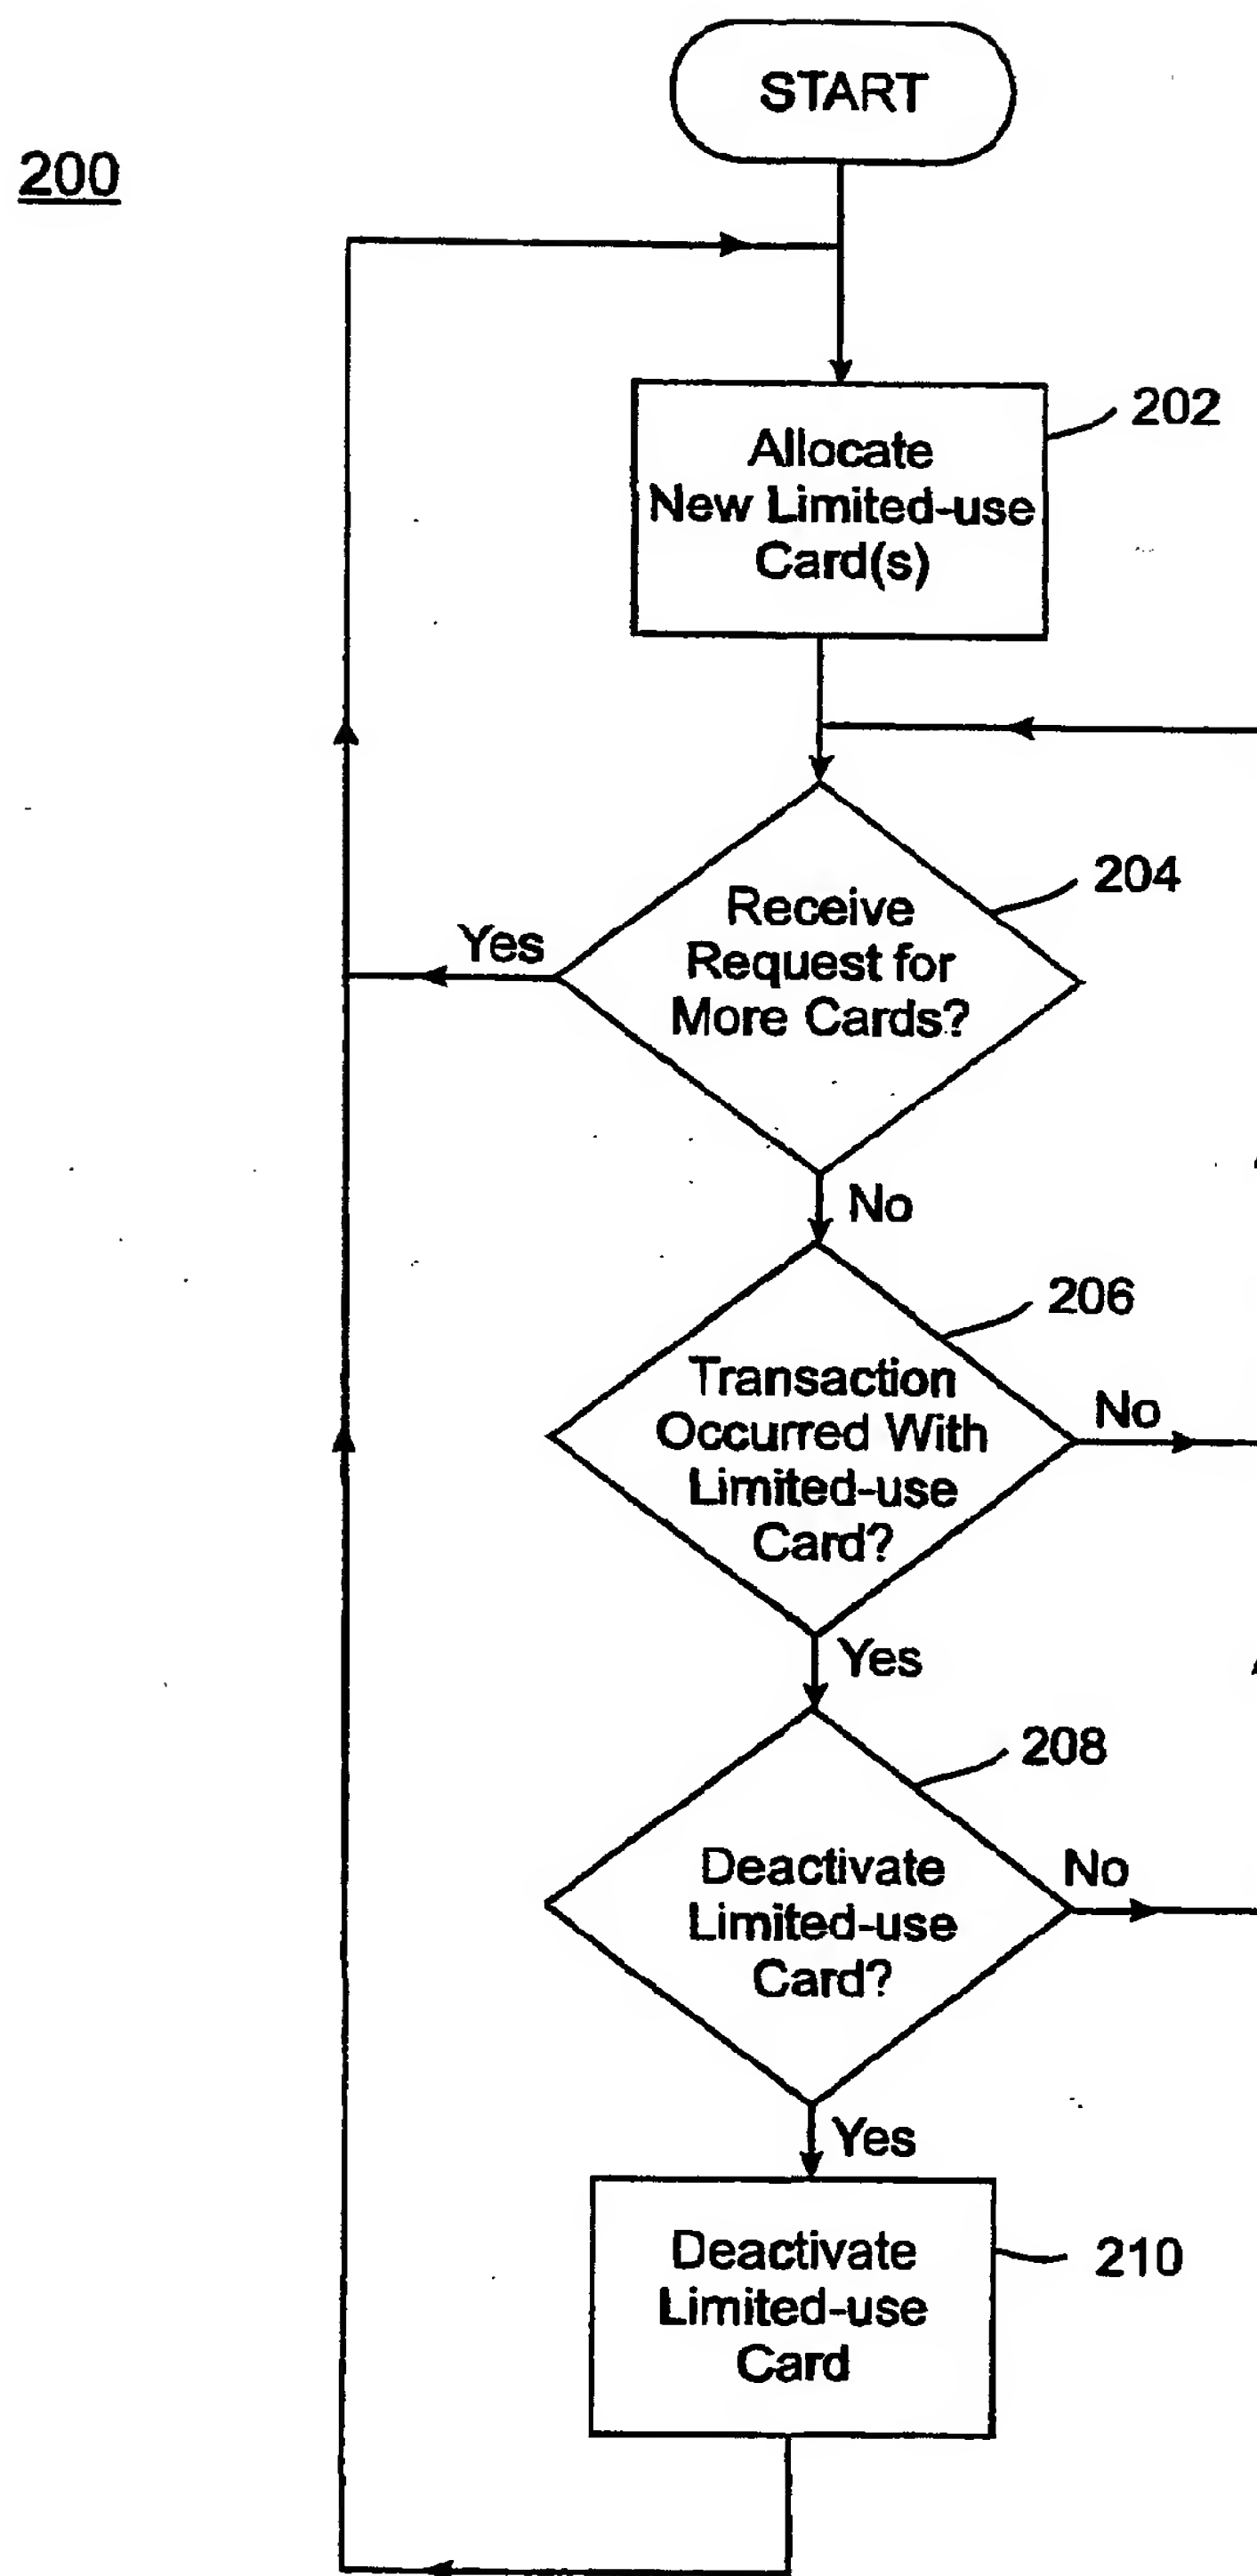 START
200
202
Allocate
New Limited-use
Card(s)
204
Receive
Request for
More Cards?
Yes
No
206
Transaction
Occurred With
Limited-use
Card?
No
Yes
208
Deactivate
Limited-use
Card?
No
Yes
Deactivate
Limited-use
Card
210